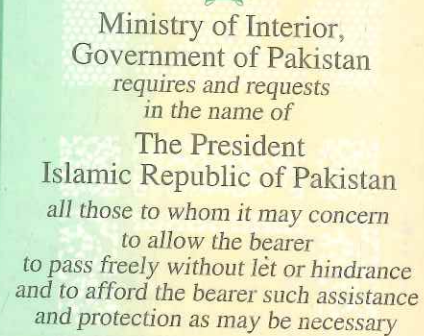 Ministry of Interior,
Government of Pakistan
requires and requests
in the name of
The President
Islamic Republic of Pakistan
all those to whom it may concern
to allow the bearer
to pass freely without let or hindrance
and to afford the bearer such assistance
and protection as may be necessary